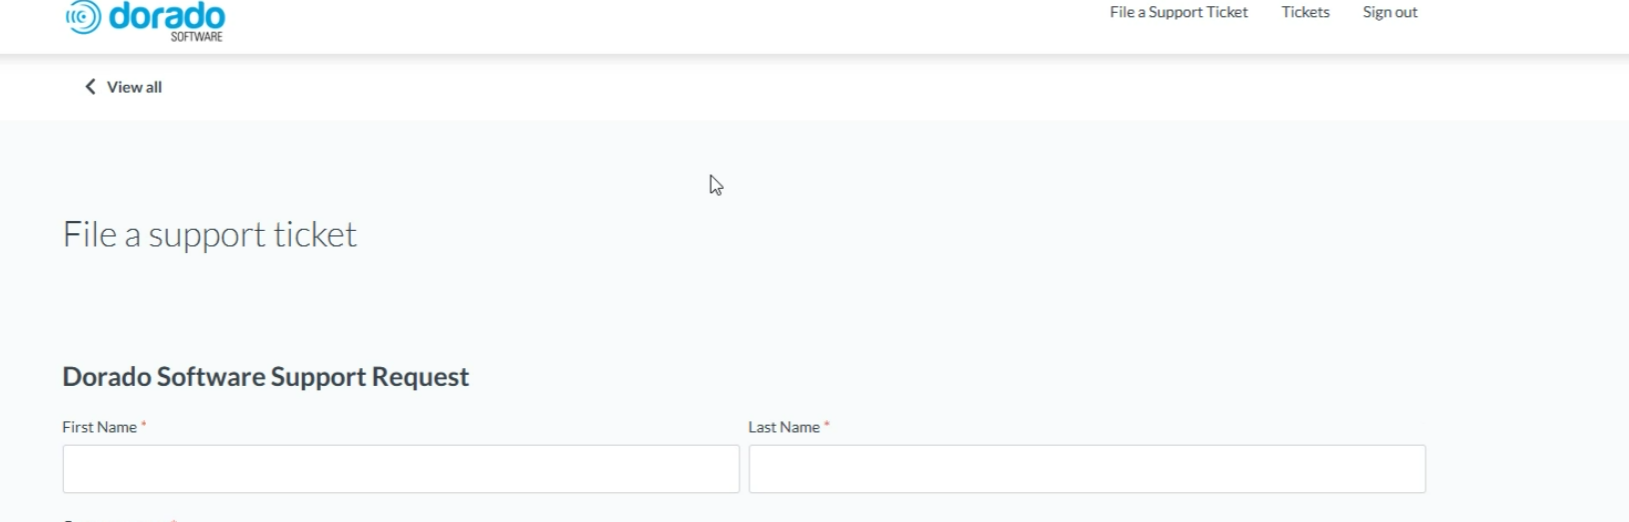 dorado
SOFTWARE
File a Support Ticket Tickets Sign out
View all
File a support ticket
Dorado Software Support Request
First Name * Last Name *